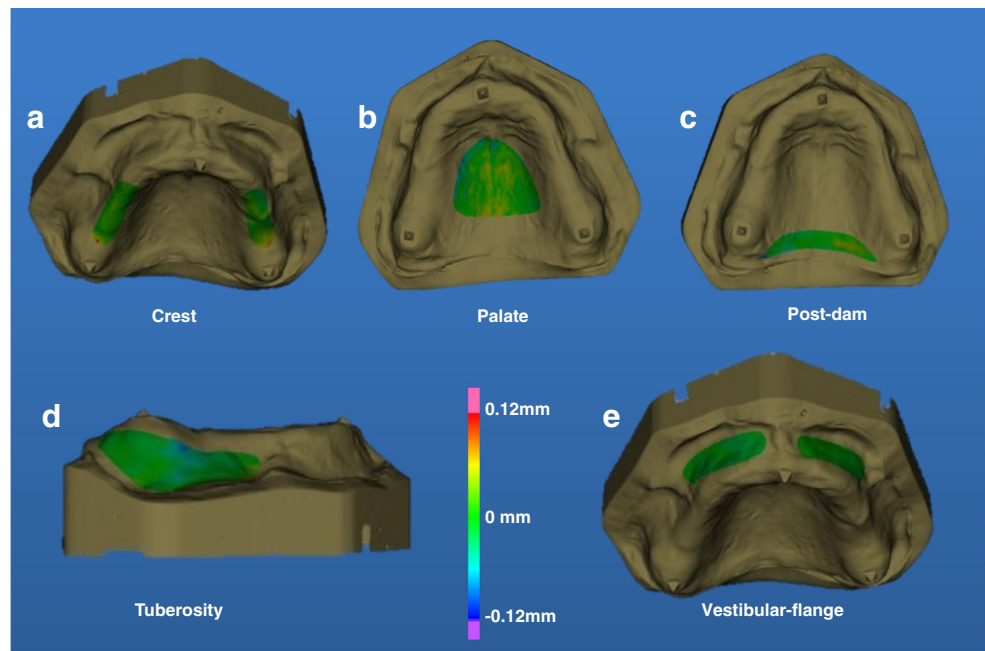 a
b
c
Crest
Palate
Post-dam
d
0.12mm
0 mm
-0.12mm
e
Tuberosity
Vestibular-flange